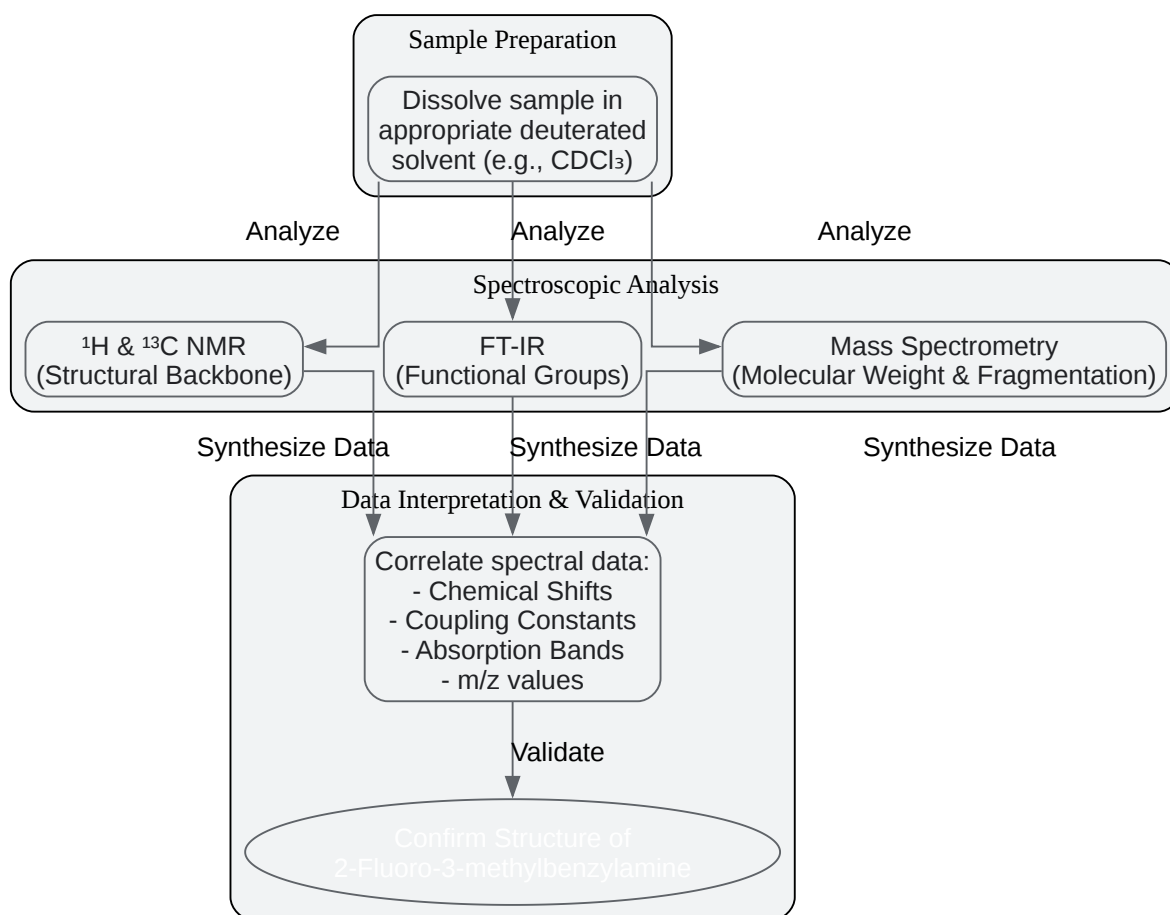 Sample Preparation
Dissolve sample in
appropriate deuterated
solvent (e.g., CDCl₃)
Analyze
Analyze
Analyze
Spectroscopic Analysis
¹H & ¹³C NMR
(Structural Backbone)
FT-IR
(Functional Groups)
Mass Spectrometry
(Molecular Weight & Fragmentation)
Synthesize Data
Synthesize Data
Synthesize Data
Data Interpretation & Validation
Correlate spectral data:
- Chemical Shifts
- Coupling Constants
- Absorption Bands
- m/z values
Validate
Confirm Structure of
2-Fluoro-3-methylbenzylamine